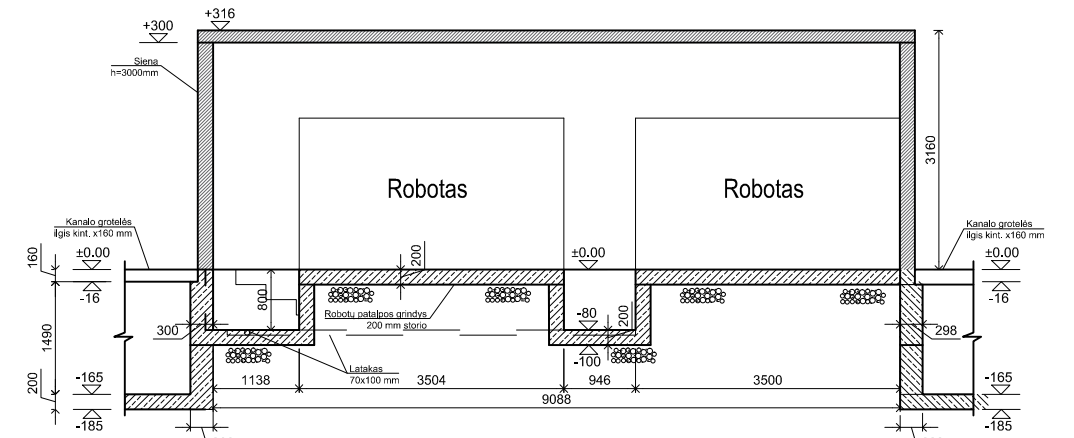 +316
+300
Siena
h=3000mm
3160
Robotas
Robotas
Kanalo grotelės
ilgis kint. x160 mm
Kanalo grotelės
ilgis kint. x160 mm
160
±0.00
200
±0.00
±0.00
-16
800
-16
Robotų patalpos grindys
200 mm storio
-80
200
1490
300
298
-100
Latakas
70x100 mm
200
-165
1138
3504
946
3500
-165
9088
-185
-185